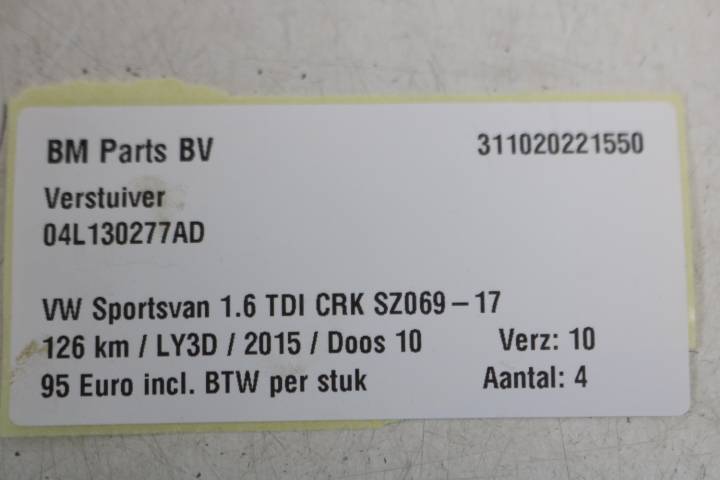 BM Parts BV 311020221550
Verstuiver
04L130277AD
VW Sportsvan 1.6 TDI CRK SZ069-17
126 km / LY3D / 2015 / Doos 10 Verz: 10
95 Euro incl. BTW per stuk Aantal: 4